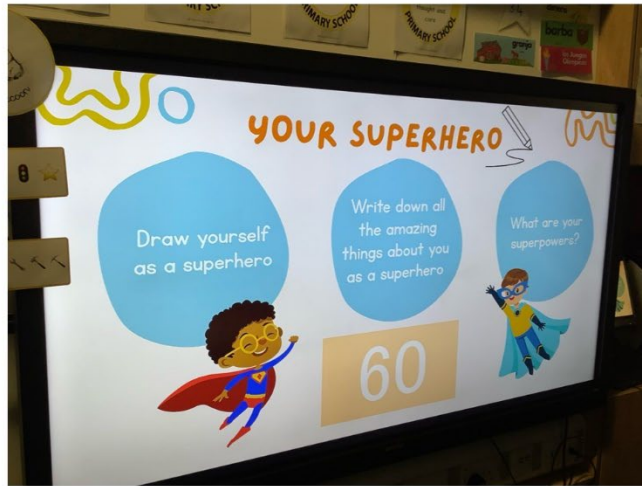 PRIMARY SCHOOL
PRIMARY SCHOOL
granja
barba
YOUR SUPERHERO
Draw yourself
as a superhero
Write down all
the amazing
things about you
as a superhero
What are your
superpowers?
60